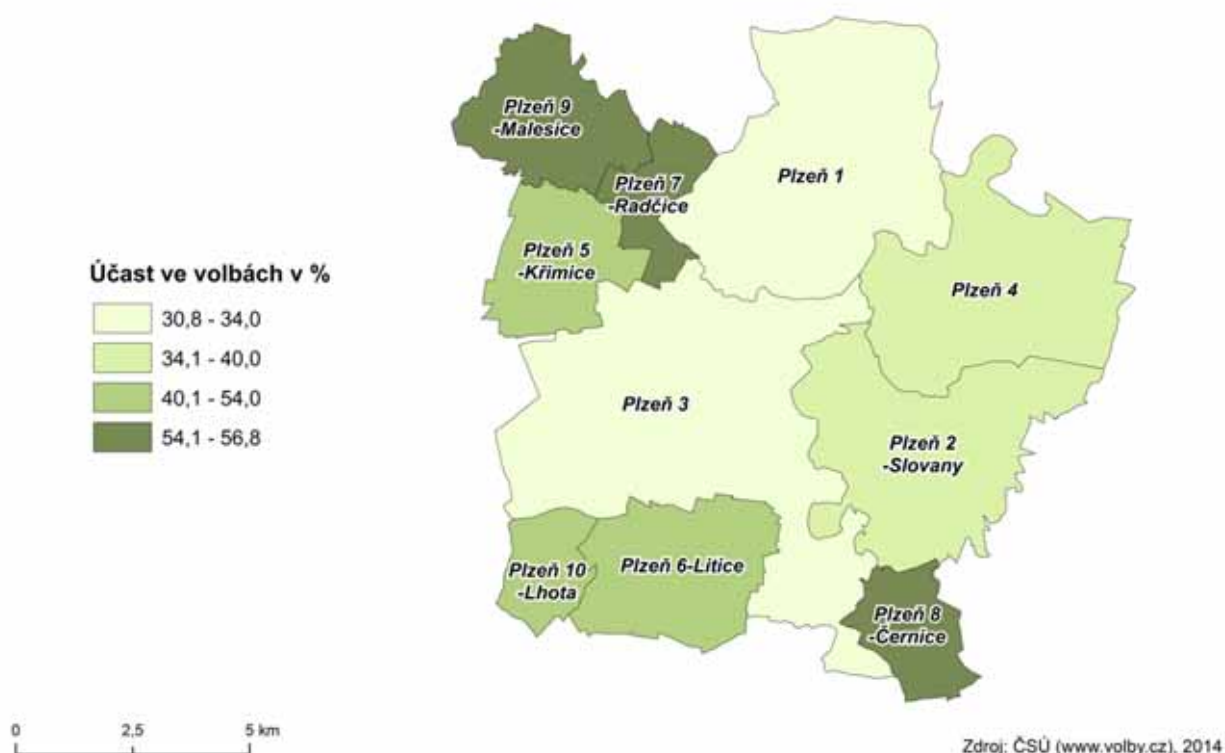 Plzeň 9
-Malesice
Plzeň 7
-Radčice
Plzeň 1
Plzeň 5
-Křimice
Plzeň 4
Účast ve volbách v %
30,8 - 34,0
34,1 - 40,0
40,1 - 54,0
54,1 - 56,8
Plzeň 3
Plzeň 2
-Slovany
Plzeň 10
-Lhota
Plzeň 6-Litice
Plzeň 8
-Černice
0 2,5 5 km
Zdroj: ČSÚ (www.volby.cz), 2014